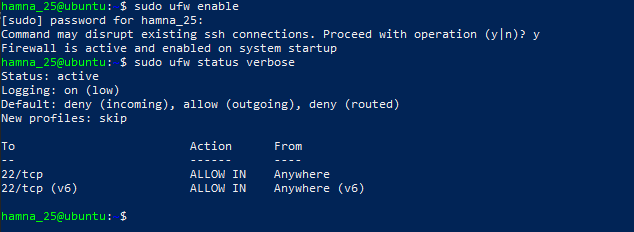 hamna_25@ubuntu: $ sudo ufw enable
[sudo] password for hamna_25:
Command may disrupt existing ssh connections. Proceed with operation (y|n)? y
Firewall is active and enabled on system startup
hamna_25@ubuntu: $ sudo ufw status verbose
Status: active
Logging: on (low)
Default: deny (incoming), allow (outgoing), deny (routed)
New profiles: skip
To                         Action      From
--                         ------      ----
22/tcp                     ALLOW IN    Anywhere
22/tcp (v6)                ALLOW IN    Anywhere (v6)
hamna_25@ubuntu: $